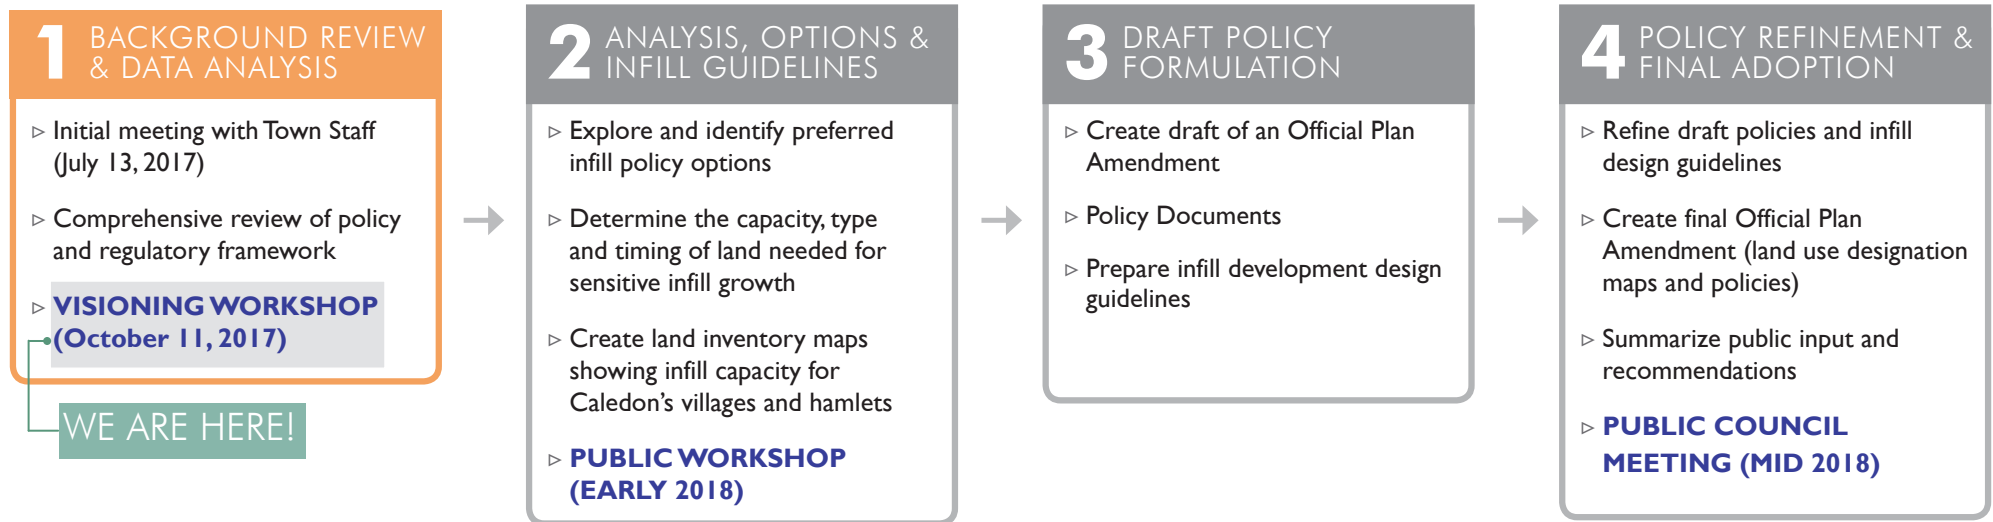 1 BACKGROUND REVIEW
& DATA ANALYSIS
▷ Initial meeting with Town Staff
(July 13, 2017)
▷ Comprehensive review of policy
and regulatory framework
▷ VISIONING WORKSHOP
(October 11, 2017)
WE ARE HERE!
2 ANALYSIS, OPTIONS &
INFILL GUIDELINES
▷ Explore and identify preferred
infill policy options
▷ Determine the capacity, type
and timing of land needed for
sensitive infill growth
▷ Create land inventory maps
showing infill capacity for
Caledon's villages and hamlets
▷ PUBLIC WORKSHOP
(EARLY 2018)
3 DRAFT POLICY
FORMULATION
▷ Create draft of an Official Plan
Amendment
▷ Policy Documents
▷ Prepare infill development design
guidelines
4 POLICY REFINEMENT &
FINAL ADOPTION
▷ Refine draft policies and infill
design guidelines
▷ Create final Official Plan
Amendment (land use designation
maps and policies)
▷ Summarize public input and
recommendations
▷ PUBLIC COUNCIL
MEETING (MID 2018)